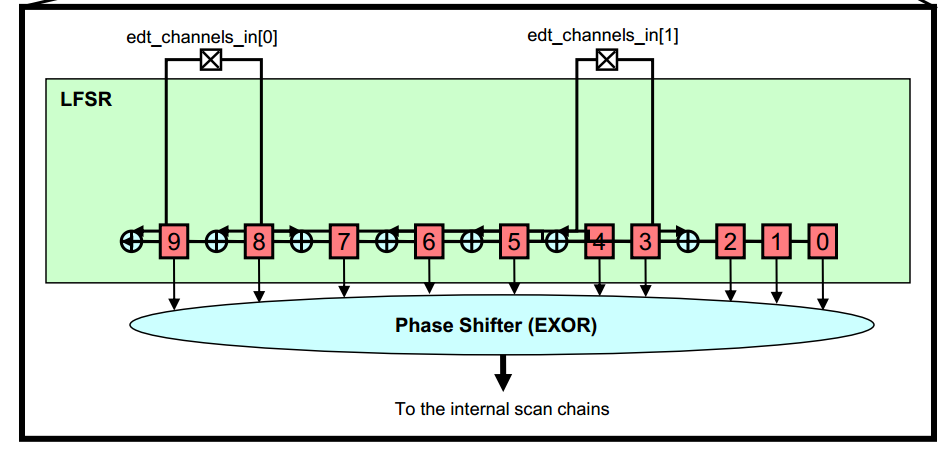 edt_channels_in[0]
edt_channels_in[1]
LFSR
9 8 7 6 5 4 3 2 1 0
Phase Shifter (EXOR)
To the internal scan chains